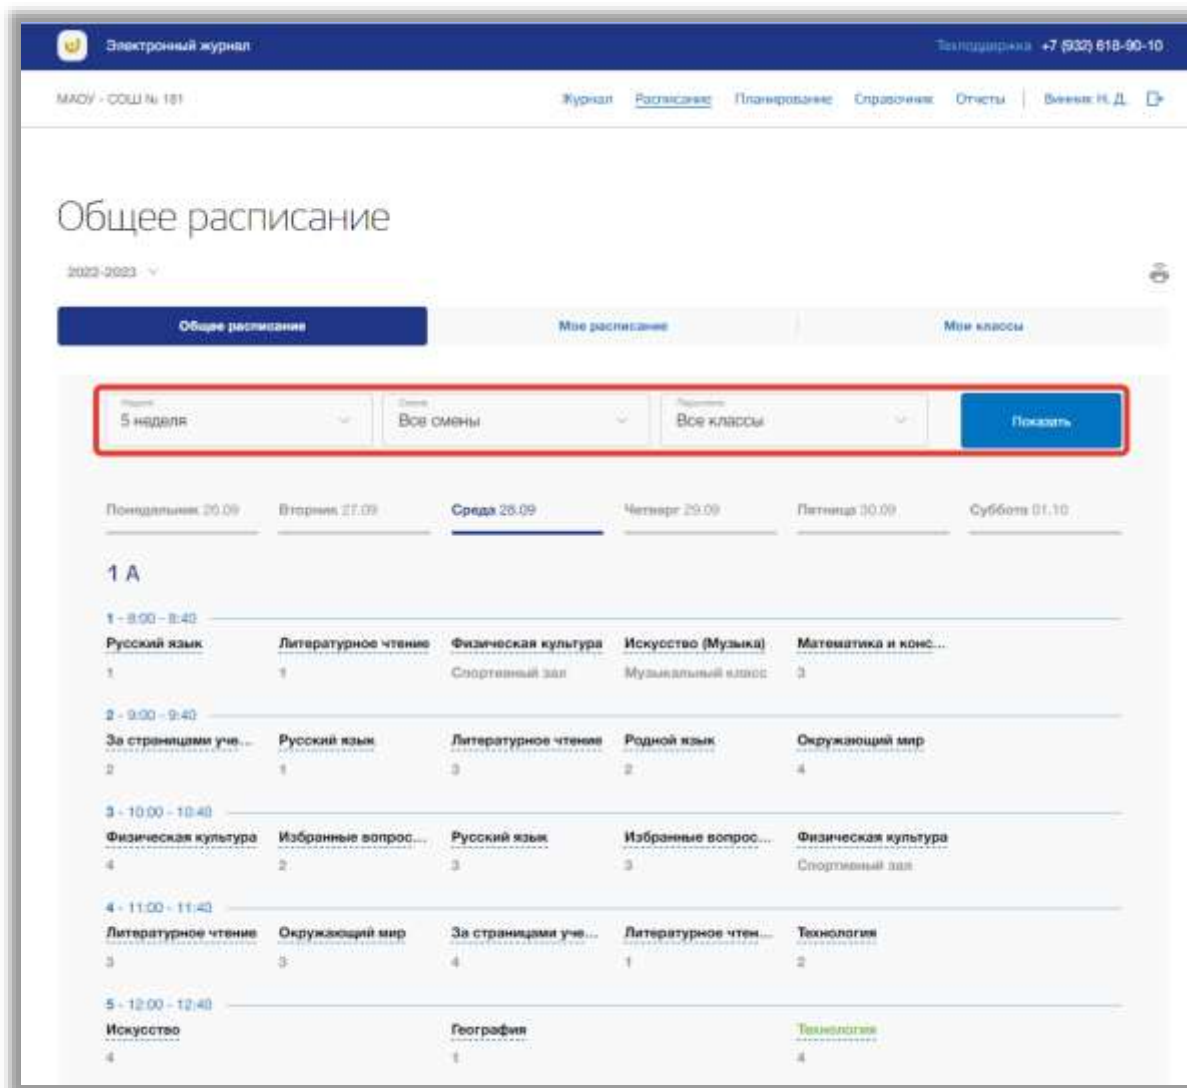 Электронный журнал
Техподдержка +7 (932) 618-90-10
МАОУ - СОШ № 181
Журнал Расписание Планирование Справочник Отчеты Винник Н. Д.
Общее расписание
2022-2023
Общее расписание Мое расписание Мои классы
Неделя Смена Параллель
5 неделя Все смены Все классы Показать
Понедельник 26.09 Вторник 27.09 Среда 28.09 Четверг 29.09 Пятница 30.09 Суббота 01.10
1 А
1 - 8:00 - 8:40
Русский язык Литературное чтение Физическая культура Искусство (Музыка) Математика и конс...
1 1 Спортивный зал Музыкальный класс 3
2 - 9:00 - 9:40
За страницами уче... Русский язык Литературное чтение Родной язык Окружающий мир
2 1 3 2 4
3 - 10:00 - 10:40
Физическая культура Избранные вопрос... Русский язык Избранные вопрос... Физическая культура
4 2 3 3 Спортивный зал
4 - 11:00 - 11:40
Литературное чтение Окружающий мир За страницами уче... Литературное чтен... Технология
3 3 4 1 2
5 - 12:00 - 12:40
Искусство География Технология
4 1 4